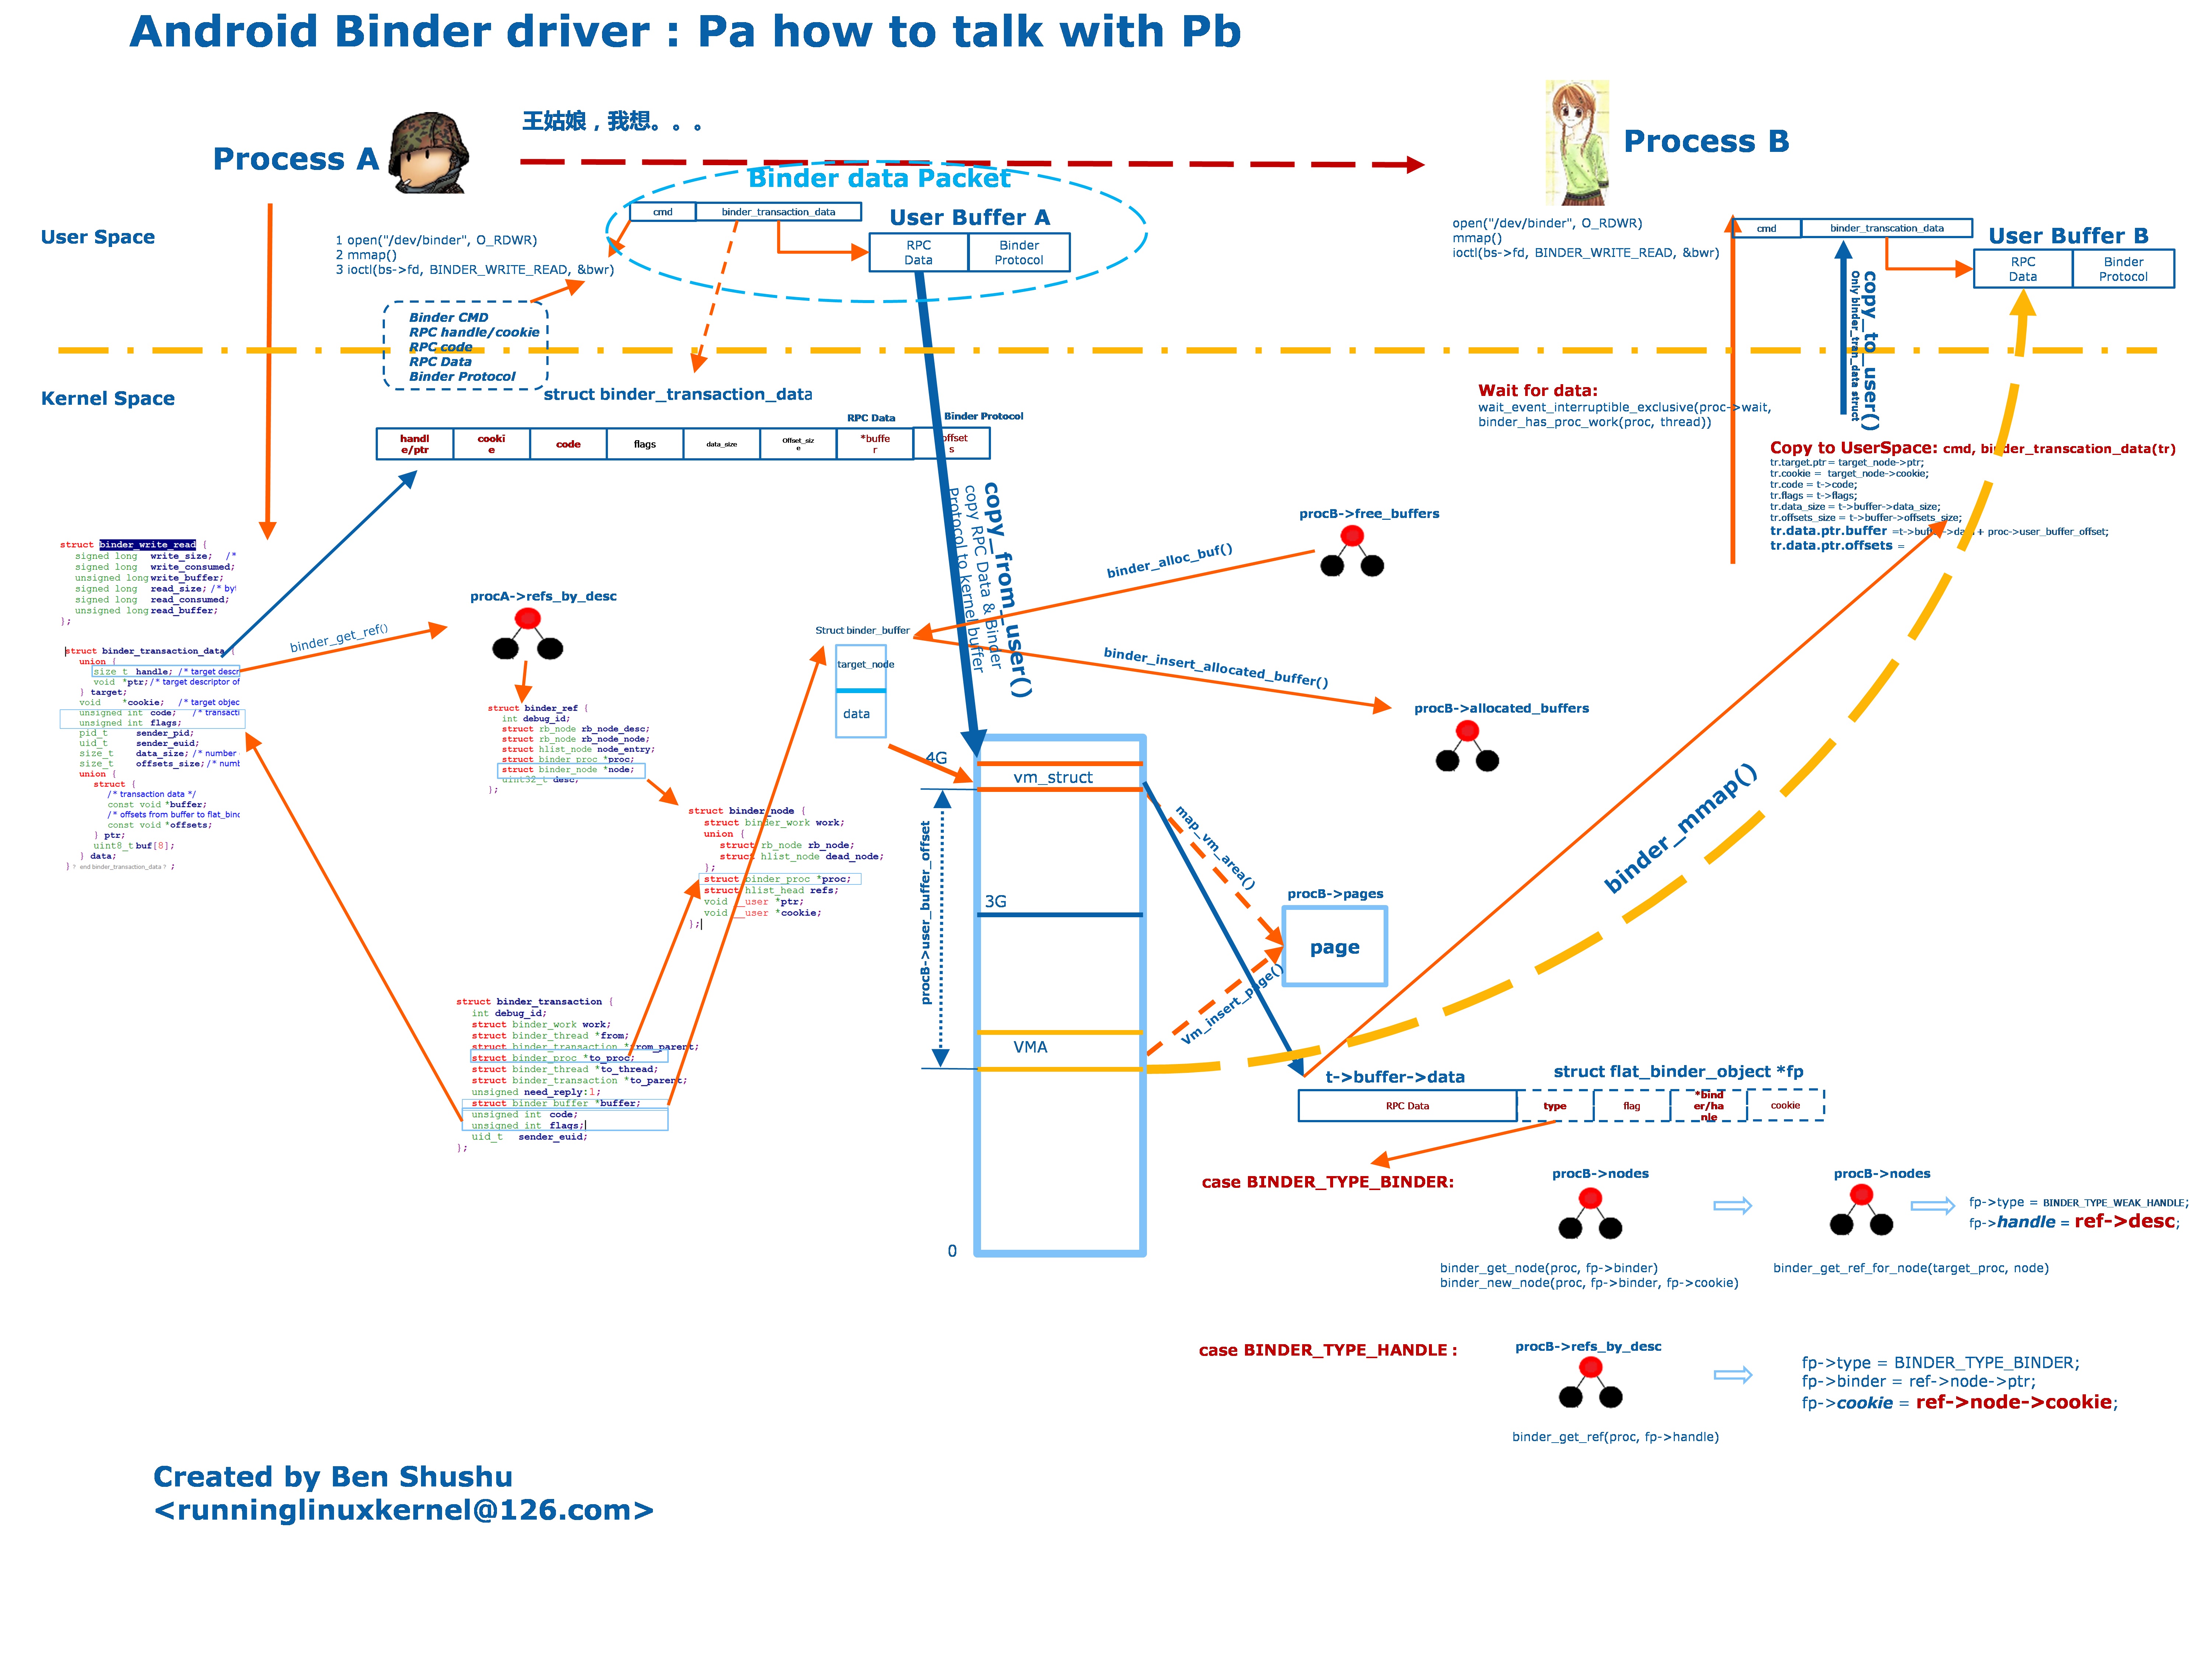 Android Binder driver : Pa how to talk with Pb
王姑娘，我想。。。
Process A
Process B
Binder data Packet
cmd
binder_transaction_data
User Buffer A
RPC
Data
Binder
Protocol
User Space
1 open("/dev/binder", O_RDWR)
2 mmap()
3 ioctl(bs->fd, BINDER_WRITE_READ, &bwr)
open("/dev/binder", O_RDWR)
mmap()
ioctl(bs->fd, BINDER_WRITE_READ, &bwr)
cmd
binder_transcation_data
User Buffer B
RPC
Data
Binder
Protocol
copy_to_user()
Only binder_tran_data struct
Binder CMD
RPC handle/cookie
RPC code
RPC Data
Binder Protocol
Kernel Space
struct binder_transaction_data
RPC Data
Binder Protocol
handl
e/ptr
cooki
e
code
flags
data_size
Offset_siz
e
*buffe
r
offset
s
Wait for data:
wait_event_interruptible_exclusive(proc->wait,
binder_has_proc_work(proc, thread))
Copy to UserSpace: cmd, binder_transcation_data(tr)
tr.target.ptr = target_node->ptr;
tr.cookie = target_node->cookie;
tr.code = t->code;
tr.flags = t->flags;
tr.data_size = t->buffer->data_size;
tr.offsets_size = t->buffer->offsets_size;
tr.data.ptr.buffer =t->buffer->data + proc->user_buffer_offset;
tr.data.ptr.offsets =
copy_from_user()
copy RPC Data & Binder
Protocol to kernel buffer
struct binder_write_read {
signed long write_size; /*
signed long write_consumed;
unsigned long write_buffer;
signed long read_size; /* by
signed long read_consumed;
unsigned long read_buffer;
};
struct binder_transaction_data {
union {
size_t handle; /* target descr
void *ptr; /* target descriptor of
} target;
void *cookie; /* target objec
unsigned int code; /* transacti
unsigned int flags;
pid_t sender_pid;
uid_t sender_euid;
size_t data_size; /* number
size_t offsets_size; /* numb
union {
struct {
/* transaction data */
const void *buffer;
/* offsets from buffer to flat_bind
const void *offsets;
} ptr;
uint8_t buf[8];
} data;
} ? end binder_transaction_data ? ;
binder_get_ref()
procA->refs_by_desc
struct binder_ref {
int debug_id;
struct rb_node rb_node_desc;
struct rb_node rb_node_node;
struct hlist_node node_entry;
struct binder_proc *proc;
struct binder_node *node;
uint32_t desc;
};
struct binder_node {
struct binder_work work;
union {
struct rb_node rb_node;
struct hlist_node dead_node;
};
struct binder_proc *proc;
struct hlist_head refs;
void __user *ptr;
void __user *cookie;
};
struct binder_transaction {
int debug_id;
struct binder_work work;
struct binder_thread *from;
struct binder_transaction *from_parent;
struct binder_proc *to_proc;
struct binder_thread *to_thread;
struct binder_transaction *to_parent;
unsigned need_reply:1;
struct binder_buffer *buffer;
unsigned int code;
unsigned int flags;
uid_t sender_euid;
};
Struct binder_buffer
target_node
data
binder_alloc_buf()
procB->free_buffers
binder_insert_allocated_buffer()
procB->allocated_buffers
4G
vm_struct
3G
VMA
0
procB->user_buffer_offset
map_vm_area()
Vm_insert_page()
procB->pages
page
binder_mmap()
t->buffer->data
struct flat_binder_object *fp
RPC Data
type
flag
*bind
er/ha
nle
cookie
case BINDER_TYPE_BINDER:
procB->nodes
procB->nodes
fp->type = BINDER_TYPE_WEAK_HANDLE;
fp->handle = ref->desc;
binder_get_node(proc, fp->binder)
binder_new_node(proc, fp->binder, fp->cookie)
binder_get_ref_for_node(target_proc, node)
case BINDER_TYPE_HANDLE :
procB->refs_by_desc
fp->type = BINDER_TYPE_BINDER;
fp->binder = ref->node->ptr;
fp->cookie = ref->node->cookie;
binder_get_ref(proc, fp->handle)
Created by Ben Shushu
<runninglinuxkernel@126.com>